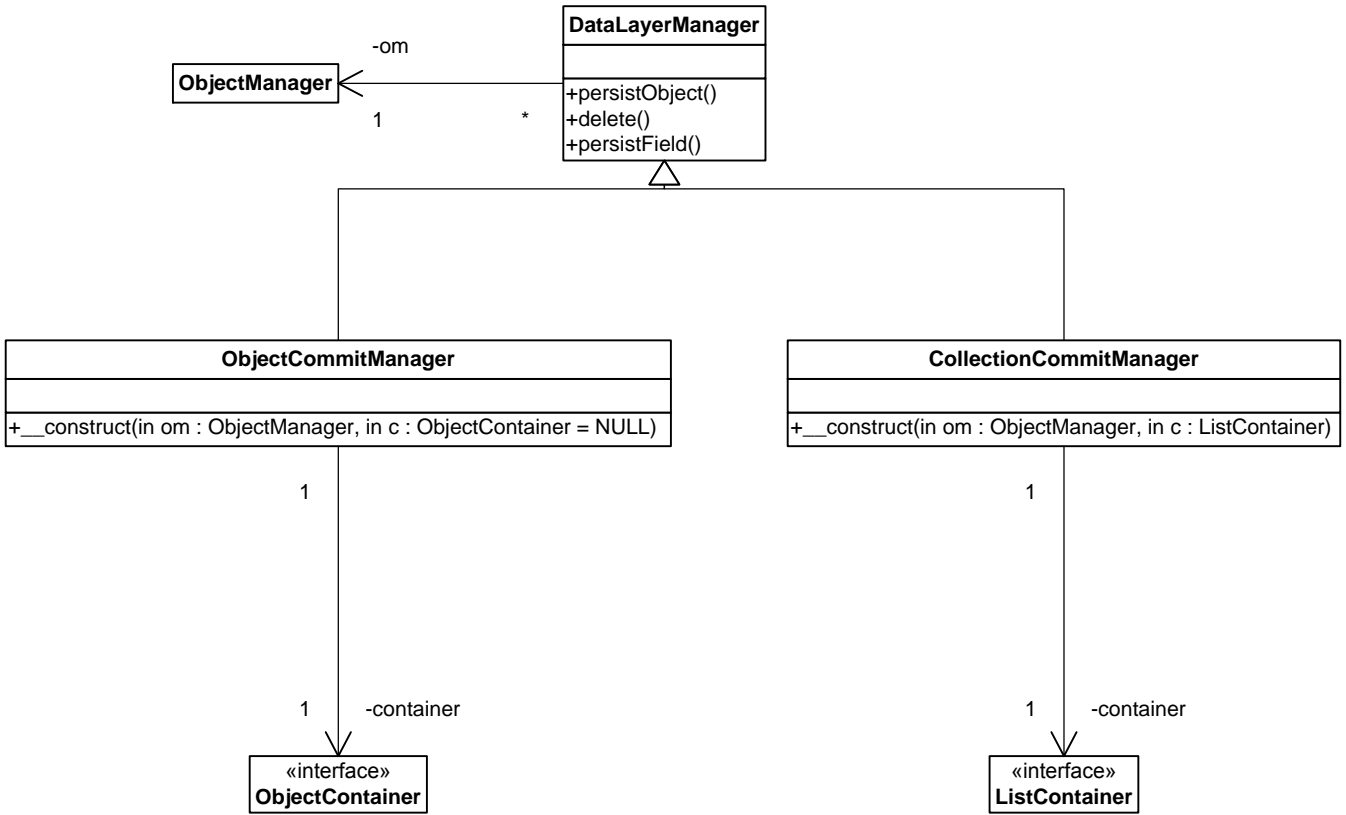 DataLayerManager
-om
ObjectManager
+persistObject()
1
*
+delete()
+persistField()
ObjectCommitManager
CollectionCommitManager
+__construct(in om : ObjectManager, in c : ObjectContainer = NULL)
+__construct(in om : ObjectManager, in c : ListContainer)
1
1
1
-container
1
-container
«interface»
ObjectContainer
«interface»
ListContainer